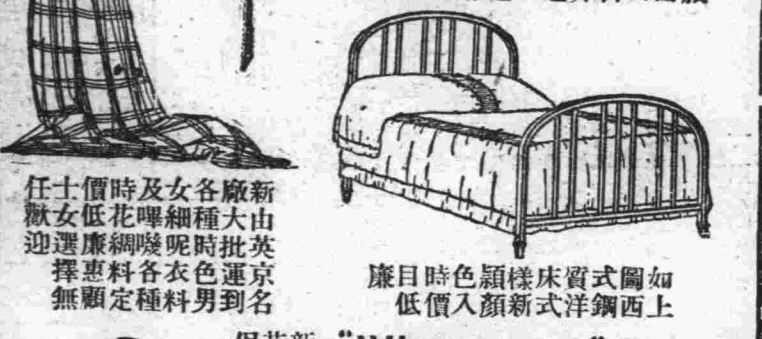 新由英京名
廠大批運到
各種時色男
女細呢衣料
及嗶嘰各種
時花綢料定
價低廉惠顧
士女選擇無
任歡迎
如上
圖西
式鋼
質洋
床式
樣新
穎顏
色入
時價
目低
廉